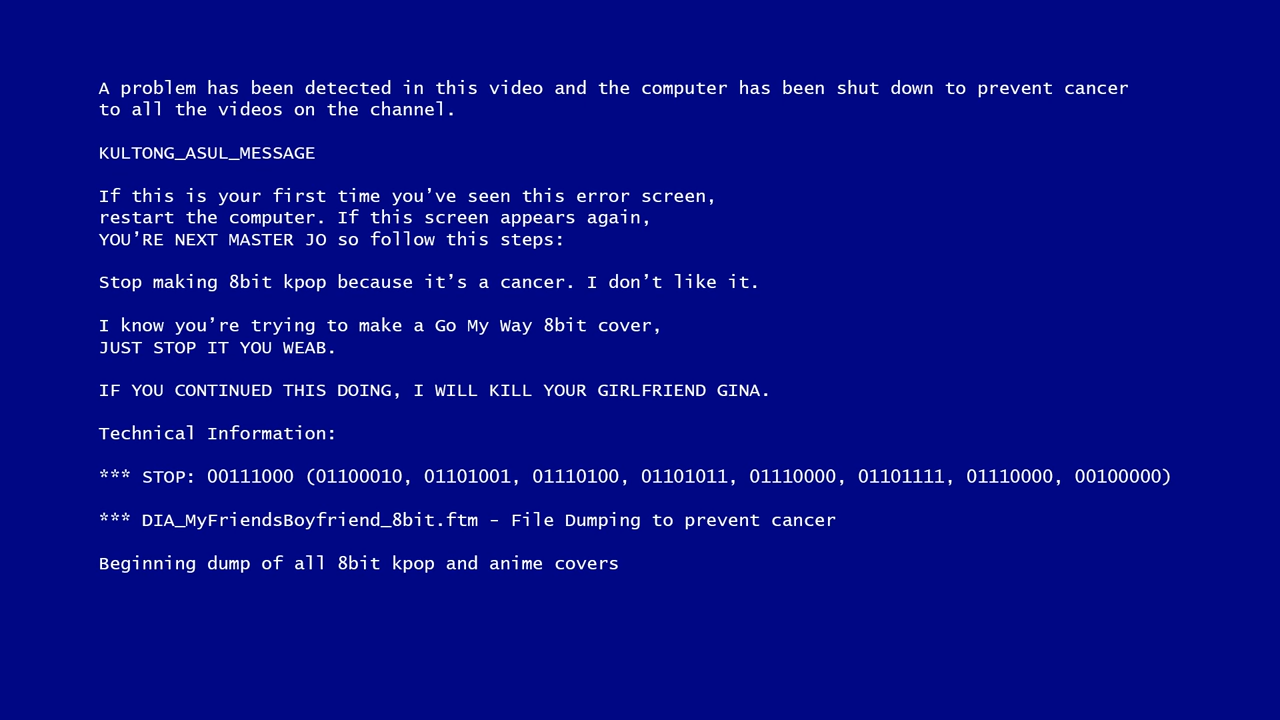 A problem has been detected in this video and the computer has been shut down to prevent cancer
to all the videos on the channel.
KULTONG_ASUL_MESSAGE
If this is your first time you’ve seen this error screen,
restart the computer. If this screen appears again,
YOU’RE NEXT MASTER JO so follow this steps:
Stop making 8bit kpop because it’s a cancer. I don’t like it.
I know you’re trying to make a Go My Way 8bit cover,
JUST STOP IT YOU WEAB.
IF YOU CONTINUED THIS DOING, I WILL KILL YOUR GIRLFRIEND GINA.
Technical Information:
*** STOP: 00111000 (01100010, 01101001, 01110100, 01101011, 01110000, 01101111, 01110000, 00100000)
*** DIA_MyFriendsBoyfriend_8bit.ftm - File Dumping to prevent cancer
Beginning dump of all 8bit kpop and anime covers